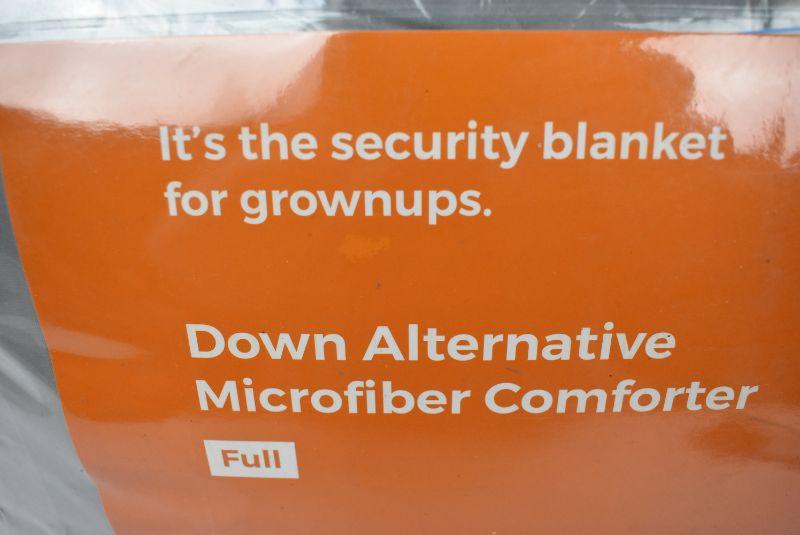 It's the security blanket
for grownups.
Down Alternative
Microfiber Comforter
Full